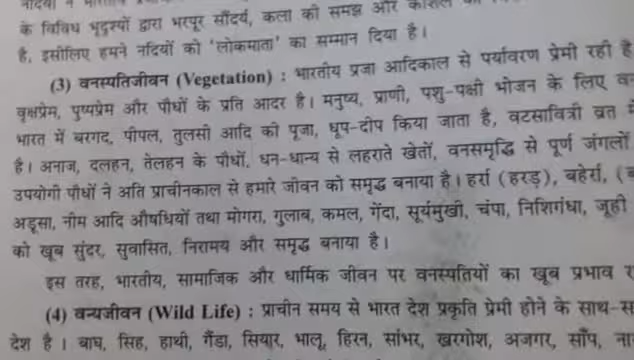 के विविध भूदृश्यों द्वारा भरपूर सौंदर्य, कला की समझ और कौशल
है, इसीलिए हमने नदियों को 'लोकमाता' का सम्मान दिया है।
(3) वनस्पतिजीवन (Vegetation) : भारतीय प्रजा आदिकाल से पर्यावरण प्रेमी रही है
वृक्षप्रेम, पुष्पप्रेम और पौधों के प्रति आदर है। मनुष्य, प्राणी, पशु-पक्षी भोजन के लिए
भारत में बरगद, पीपल, तुलसी आदि की पूजा, धूप-दीप किया जाता है, वटसावित्री व्रत में
है। अनाज, दलहन, तेलहन के पौधों, धन-धान्य से लहराते खेतों, वनसमृद्धि से पूर्ण जंगलों
उपयोगी पौधों ने अति प्राचीनकाल से हमारे जीवन को समृद्ध बनाया है। हर्रा (हरड़), बहेर्रा,
अडूसा, नीम आदि औषधियों तथा मोगरा, गुलाब, कमल, गेंदा, सूर्यमुखी, चंपा, निशिगंधा, जूही
को खूब सुंदर, सुवासित, निरामय और समृद्ध बनाया है।
इस तरह, भारतीय, सामाजिक और धार्मिक जीवन पर वनस्पतियों का खूब प्रभाव
(4) वन्यजीवन (Wild Life) : प्राचीन समय से भारत देश प्रकृति प्रेमी होने के
देश है। बाघ, सिंह, हाथी, गैंडा, सियार, भालू, हिरन, सांभर, खरगोश, अजगर, साँप,